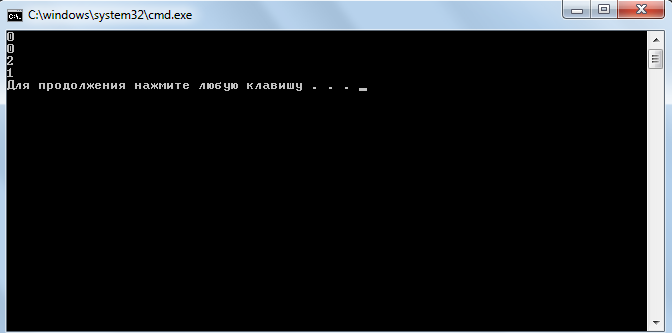 C:\windows\system32\cmd.exe
0
0
2
1
Для продолжения нажмите любую клавишу . . .